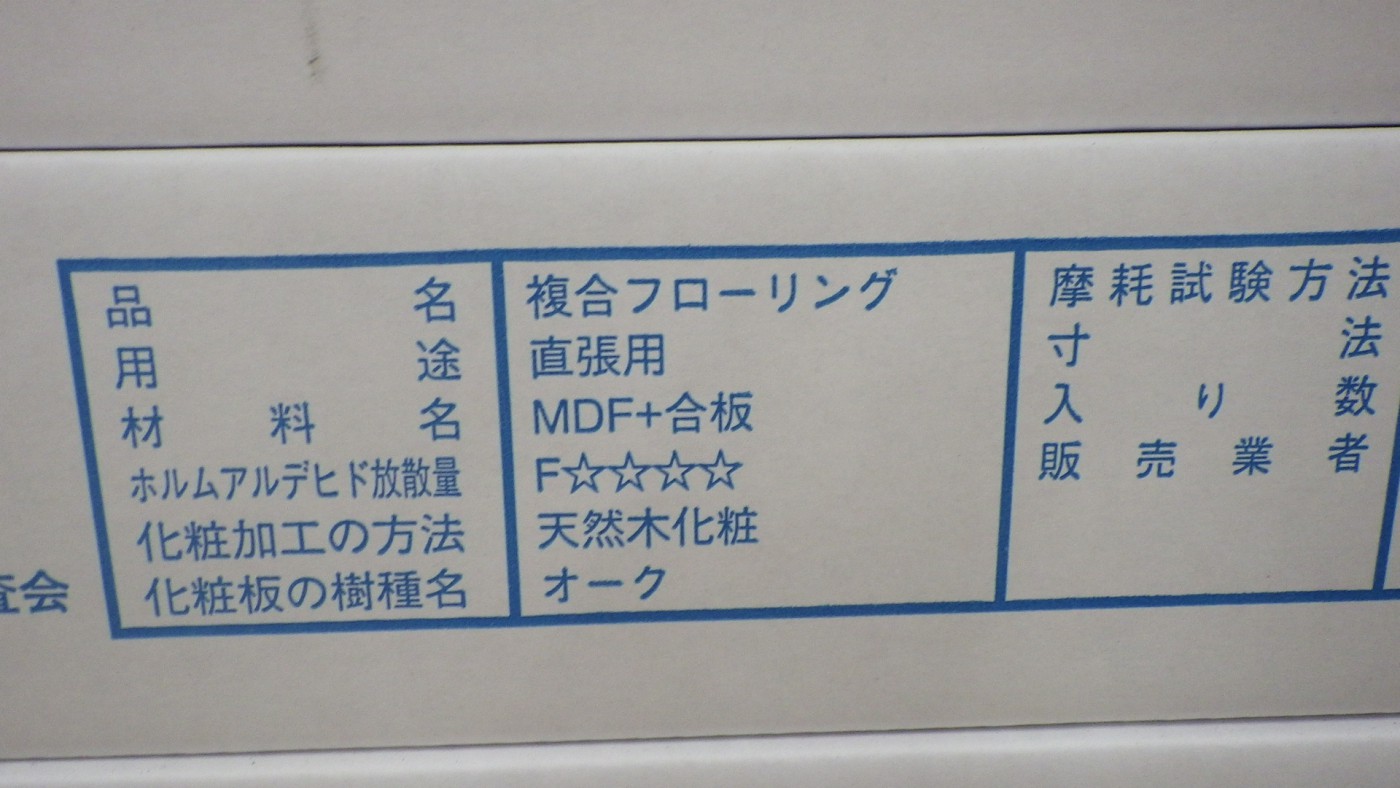 品名 複合フローリング
用途 直張用
材料名 MDF+合板
ホルムアルデヒド放散量 F☆☆☆☆
化粧加工の方法 天然木化粧
化粧板の樹種名 オーク
摩耗試験方法
寸法
入り数
販売業者
査会